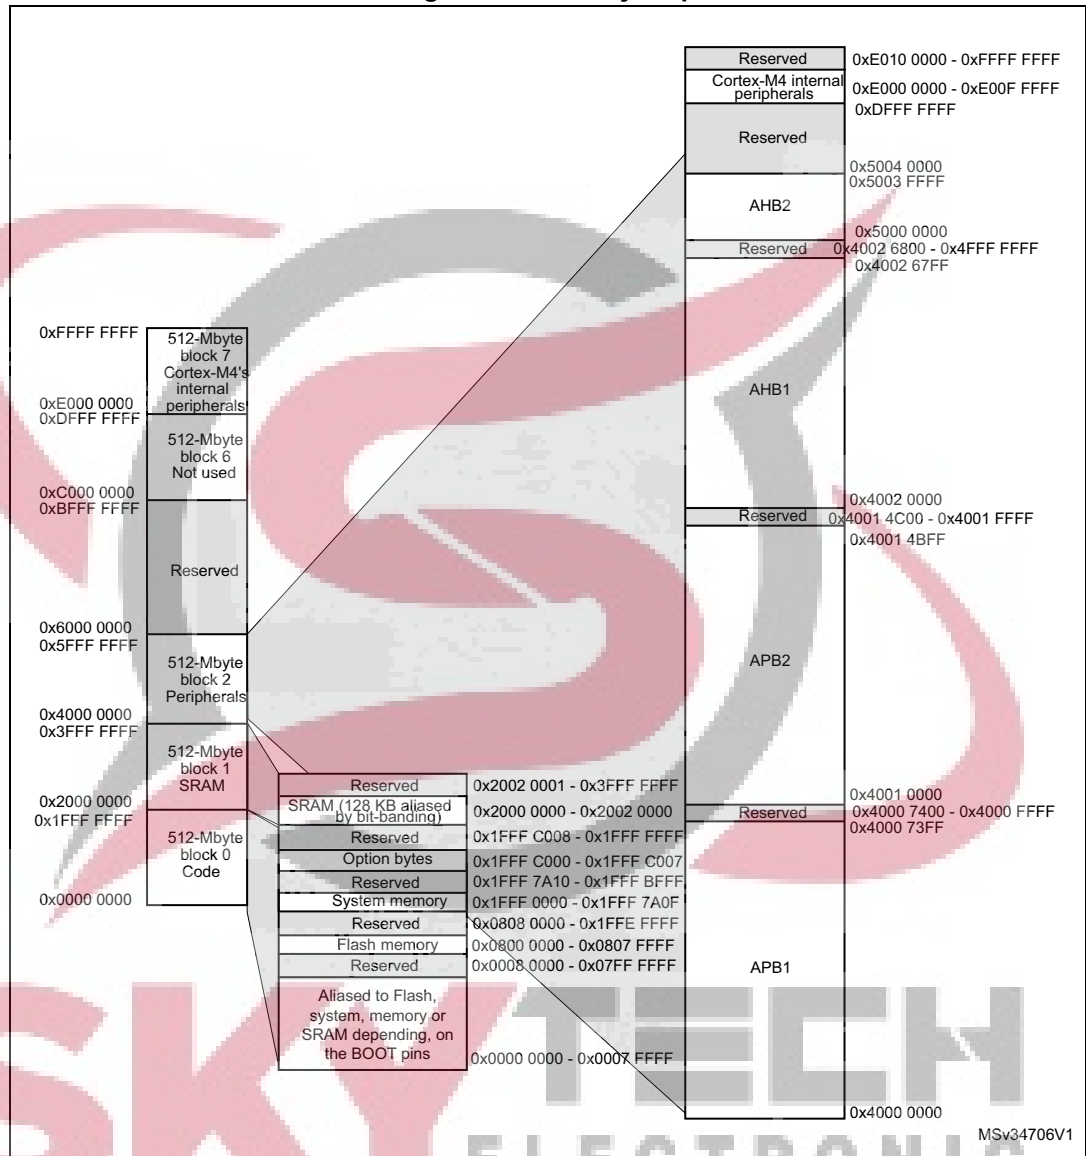 Reserved 0xE010 0000 - 0xFFFF FFFF
Cortex-M4 internal
peripherals 0xE000 0000 - 0xE00F FFFF
0xDFFF FFFF
Reserved
0x5004 0000
0x5003 FFFF
AHB2
0x5000 0000
Reserved 0x4002 6800 - 0x4FFF FFFF
0x4002 67FF
AHB1
0x4002 0000
Reserved 0x4001 4C00 - 0x4001 FFFF
0x4001 4BFF
APB2
0x4001 0000
Reserved 0x4000 7400 - 0x4000 FFFF
0x4000 73FF
APB1
0x4000 0000
0xFFFF FFFF
512-Mbyte
block 7
Cortex-M4's
internal
peripherals
0xE000 0000
0xDFFF FFFF
512-Mbyte
block 6
Not used
0xC000 0000
0xBFFF FFFF
Reserved
0x6000 0000
0x5FFF FFFF
512-Mbyte
block 2
Peripherals
0x4000 0000
0x3FFF FFFF
512-Mbyte
block 1
SRAM
0x2000 0000
0x1FFF FFFF
512-Mbyte
block 0
Code
0x0000 0000
Reserved 0x2002 0001 - 0x3FFF FFFF
SRAM (128 KB aliased
by bit-banding) 0x2000 0000 - 0x2002 0000
Reserved 0x1FFF C008 - 0x1FFF FFFF
Option bytes 0x1FFF C000 - 0x1FFF C007
Reserved 0x1FFF 7A10 - 0x1FFF BFFF
System memory 0x1FFF 0000 - 0x1FFF 7A0F
Reserved 0x0808 0000 - 0x1FFE FFFF
Flash memory 0x0800 0000 - 0x0807 FFFF
Reserved 0x0008 0000 - 0x07FF FFFF
Aliased to Flash,
system, memory or
SRAM depending, on
the BOOT pins 0x0000 0000 - 0x0007 FFFF
MSv34706V1
SKY TECH